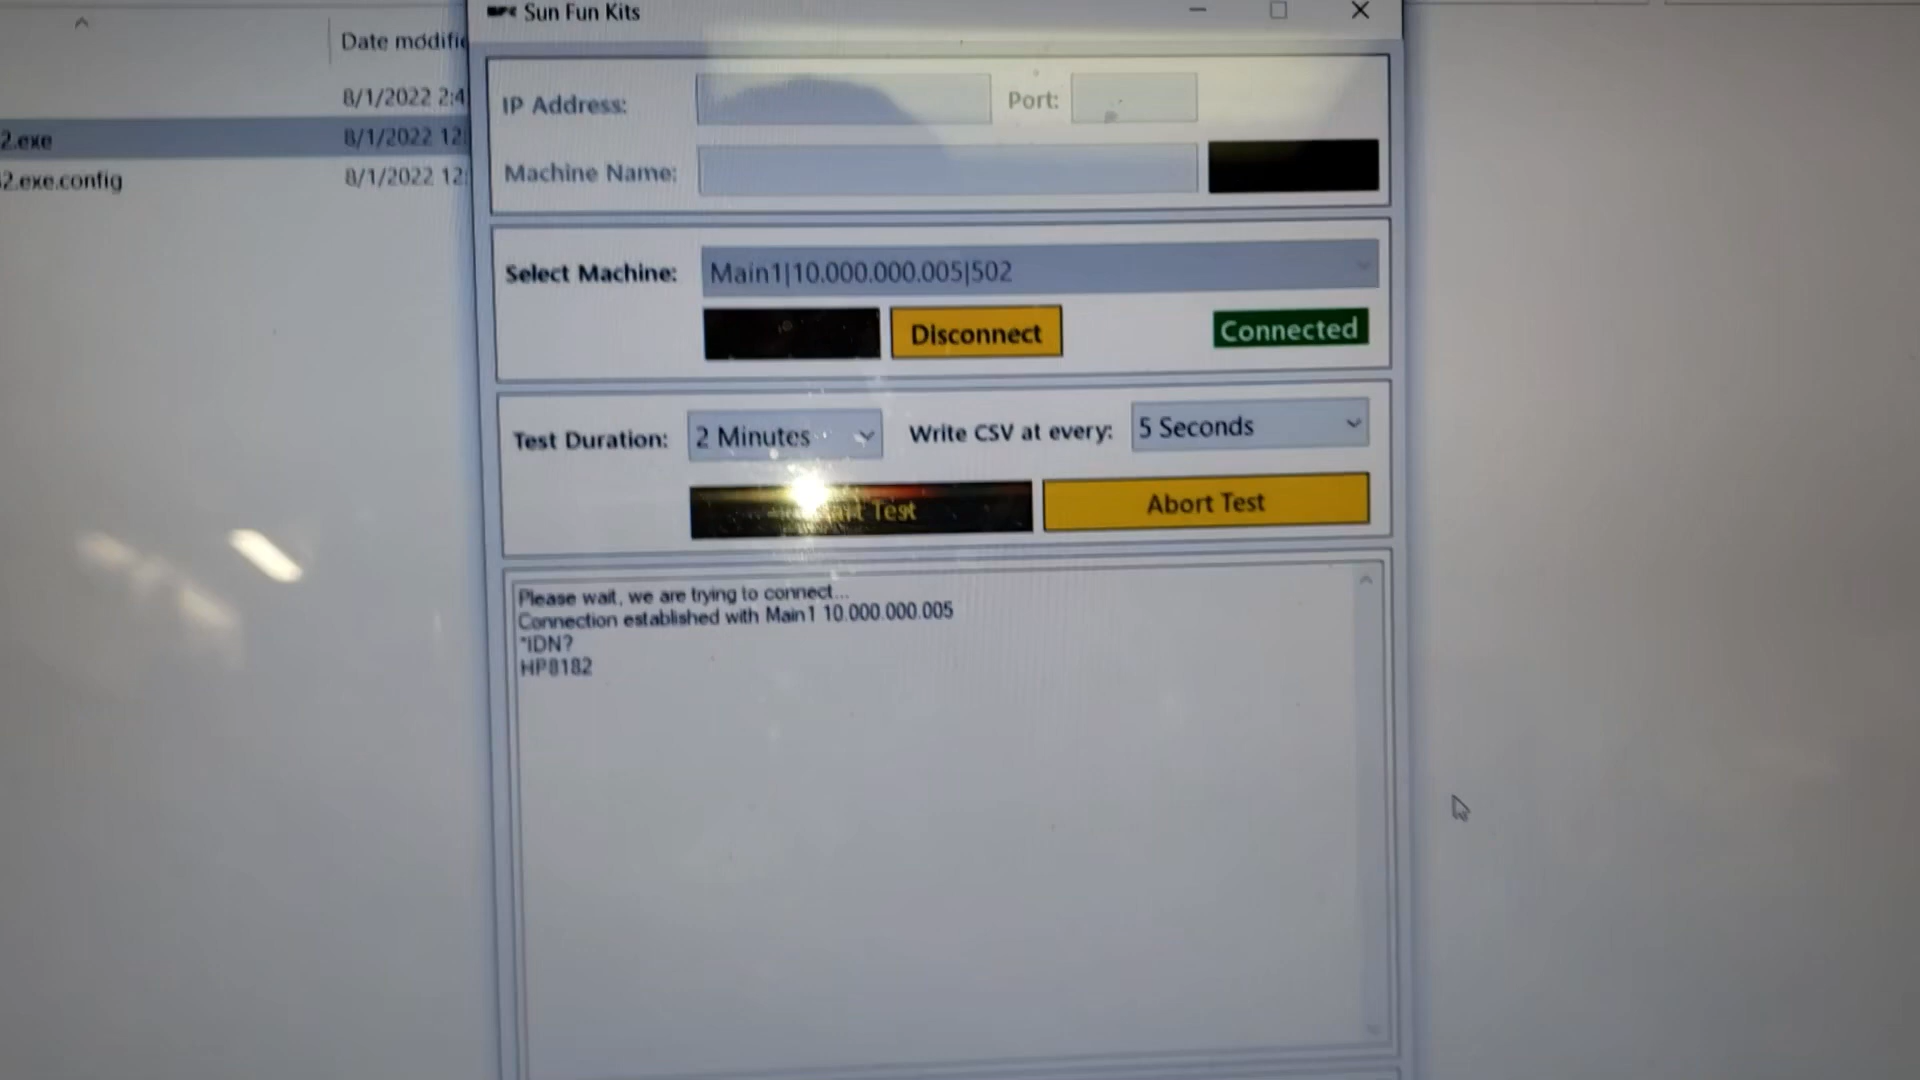 Sun Fun Kits
Date modifie
8/1/2022 2:4
2.exe
8/1/2022 12:
2.exe.config
8/1/2022 12:
IP Address:
Port:
Machine Name:
Select Machine:
Main1|10.000.000.005|502
Disconnect
Connected
Test Duration:
2 Minutes
Write CSV at every:
5 Seconds
Test
Abort Test
Please wait, we are trying to connect...
Connection established with Main1 10.000.000.005
*IDN?
HP8182